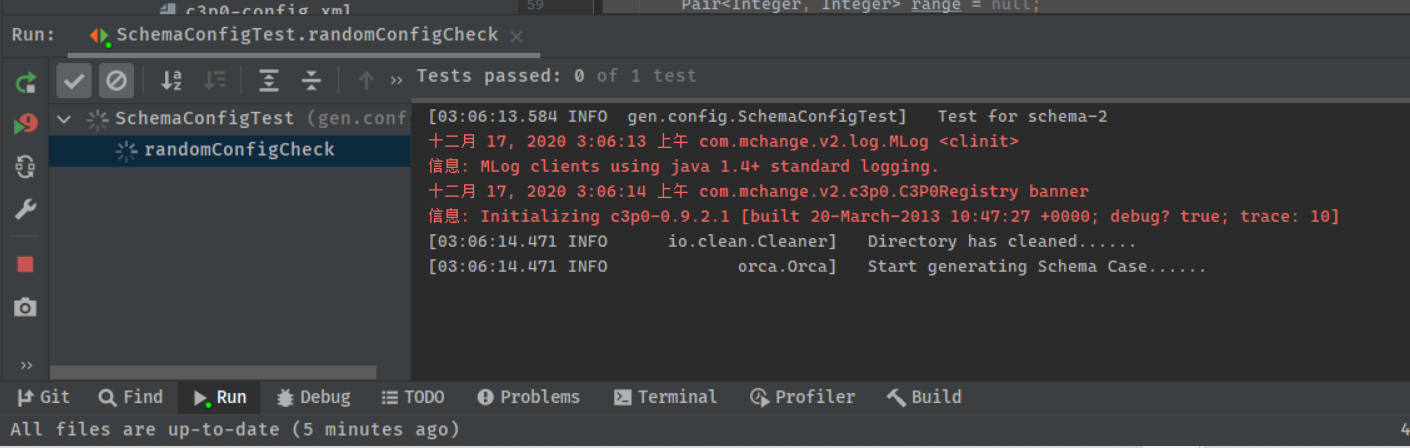 c3p0-config.xml
59 Pair<Integer, Integer> range = null;
Run: SchemaConfigTest.randomConfigCheck
Tests passed: 0 of 1 test
SchemaConfigTest (gen.conf
randomConfigCheck
[03:06:13.584 INFO gen.config.SchemaConfigTest] Test for schema-2
十二月 17, 2020 3:06:13 上午 com.mchange.v2.log.MLog <clinit>
信息: MLog clients using java 1.4+ standard logging.
十二月 17, 2020 3:06:14 上午 com.mchange.v2.c3p0.C3P0Registry banner
信息: Initializing c3p0-0.9.2.1 [built 20-March-2013 10:47:27 +0000; debug? true; trace: 10]
[03:06:14.471 INFO io.clean.Cleaner] Directory has cleaned......
[03:06:14.471 INFO orca.Orca] Start generating Schema Case......
Git Find Run Debug TODO Problems Terminal Profiler Build
All files are up-to-date (5 minutes ago)
4